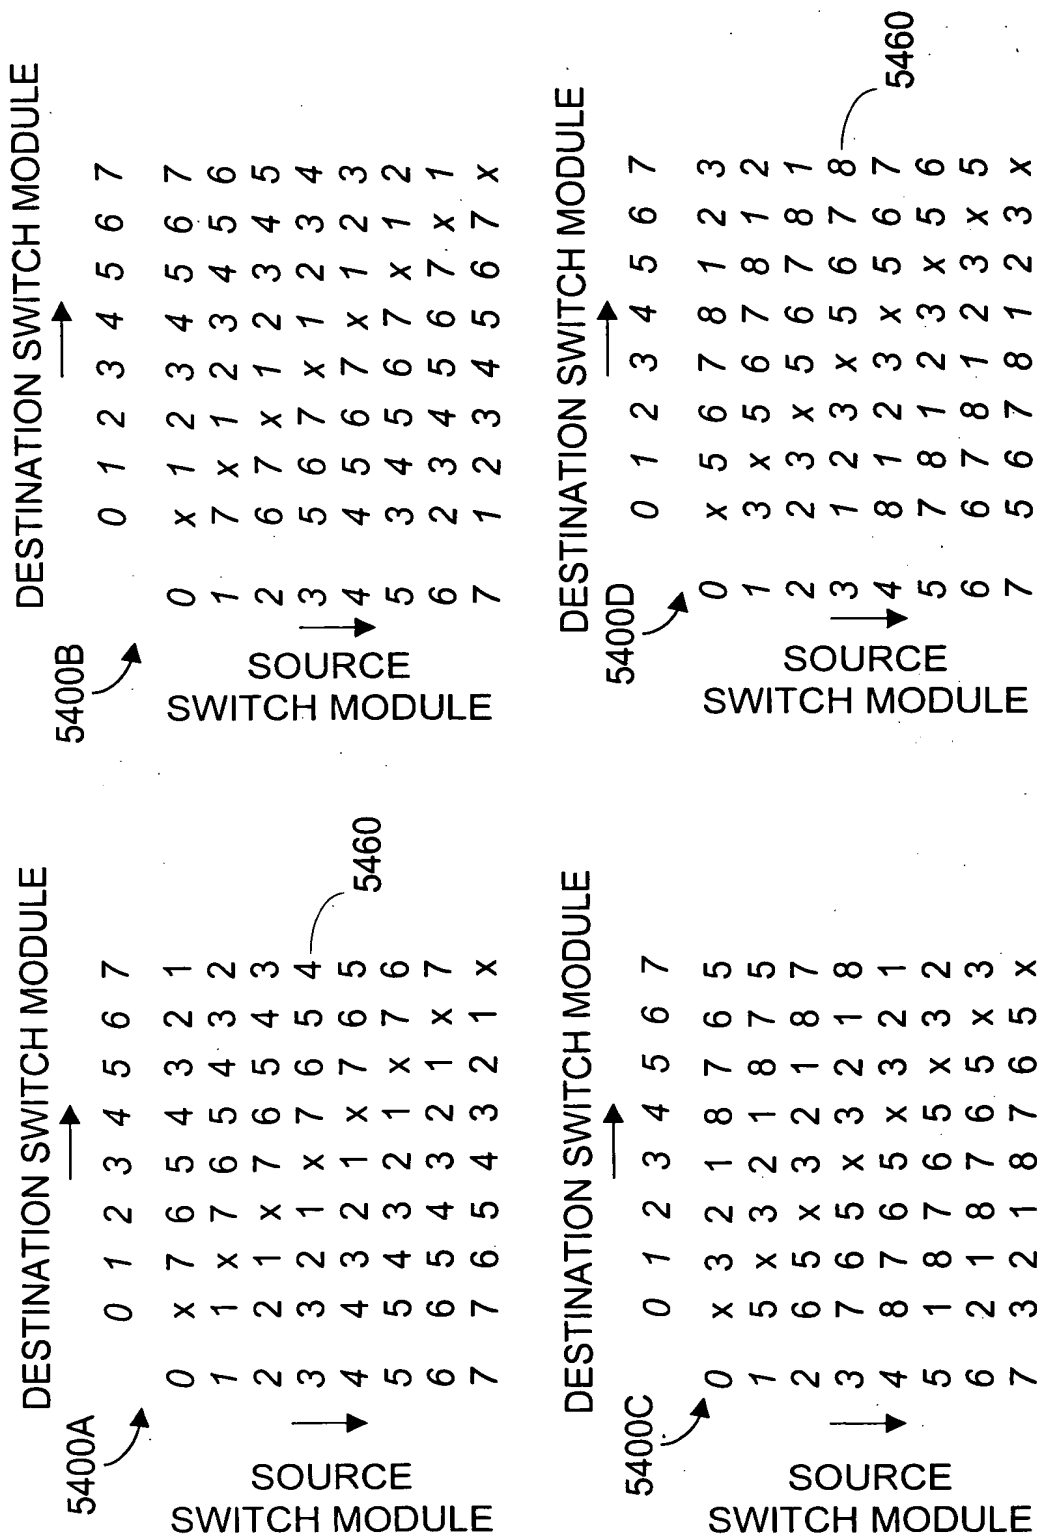 5400A
DESTINATION SWITCH MODULE
0 1 2 3 4 5 6 7
0 x 7 6 5 4 3 2 1
1 1 x 7 6 5 4 3 2
2 2 1 x 7 6 5 4 3
3 3 2 1 x 7 6 5 4
4 4 3 2 1 x 7 6 5
5 5 4 3 2 1 x 7 6
6 6 5 4 3 2 1 x 7
7 7 6 5 4 3 2 1 x
SOURCE
SWITCH MODULE
5460
5400B
DESTINATION SWITCH MODULE
0 1 2 3 4 5 6 7
0 x 1 2 3 4 5 6 7
1 7 x 1 2 3 4 5 6
2 6 7 x 1 2 3 4 5
3 5 6 7 x 1 2 3 4
4 4 5 6 7 x 1 2 3
5 3 4 5 6 7 x 1 2
6 2 3 4 5 6 7 x 1
7 1 2 3 4 5 6 7 x
SOURCE
SWITCH MODULE
5400C
DESTINATION SWITCH MODULE
0 1 2 3 4 5 6 7
0 x 3 2 1 8 7 6 5
1 5 x 3 2 1 8 7 5
2 6 5 x 3 2 1 8 7
3 7 6 5 x 3 2 1 8
4 8 7 6 5 x 3 2 1
5 1 8 7 6 5 x 3 2
6 2 1 8 7 6 5 x 3
7 3 2 1 8 7 6 5 x
SOURCE
SWITCH MODULE
5400D
DESTINATION SWITCH MODULE
0 1 2 3 4 5 6 7
0 x 5 6 7 8 1 2 3
1 3 x 5 6 7 8 1 2
2 2 3 x 5 6 7 8 1
3 1 2 3 x 5 6 7 8
4 8 1 2 3 x 5 6 7
5 7 8 1 2 3 x 5 6
6 6 7 8 1 2 3 x 5
7 5 6 7 8 1 2 3 x
SOURCE
SWITCH MODULE
5460